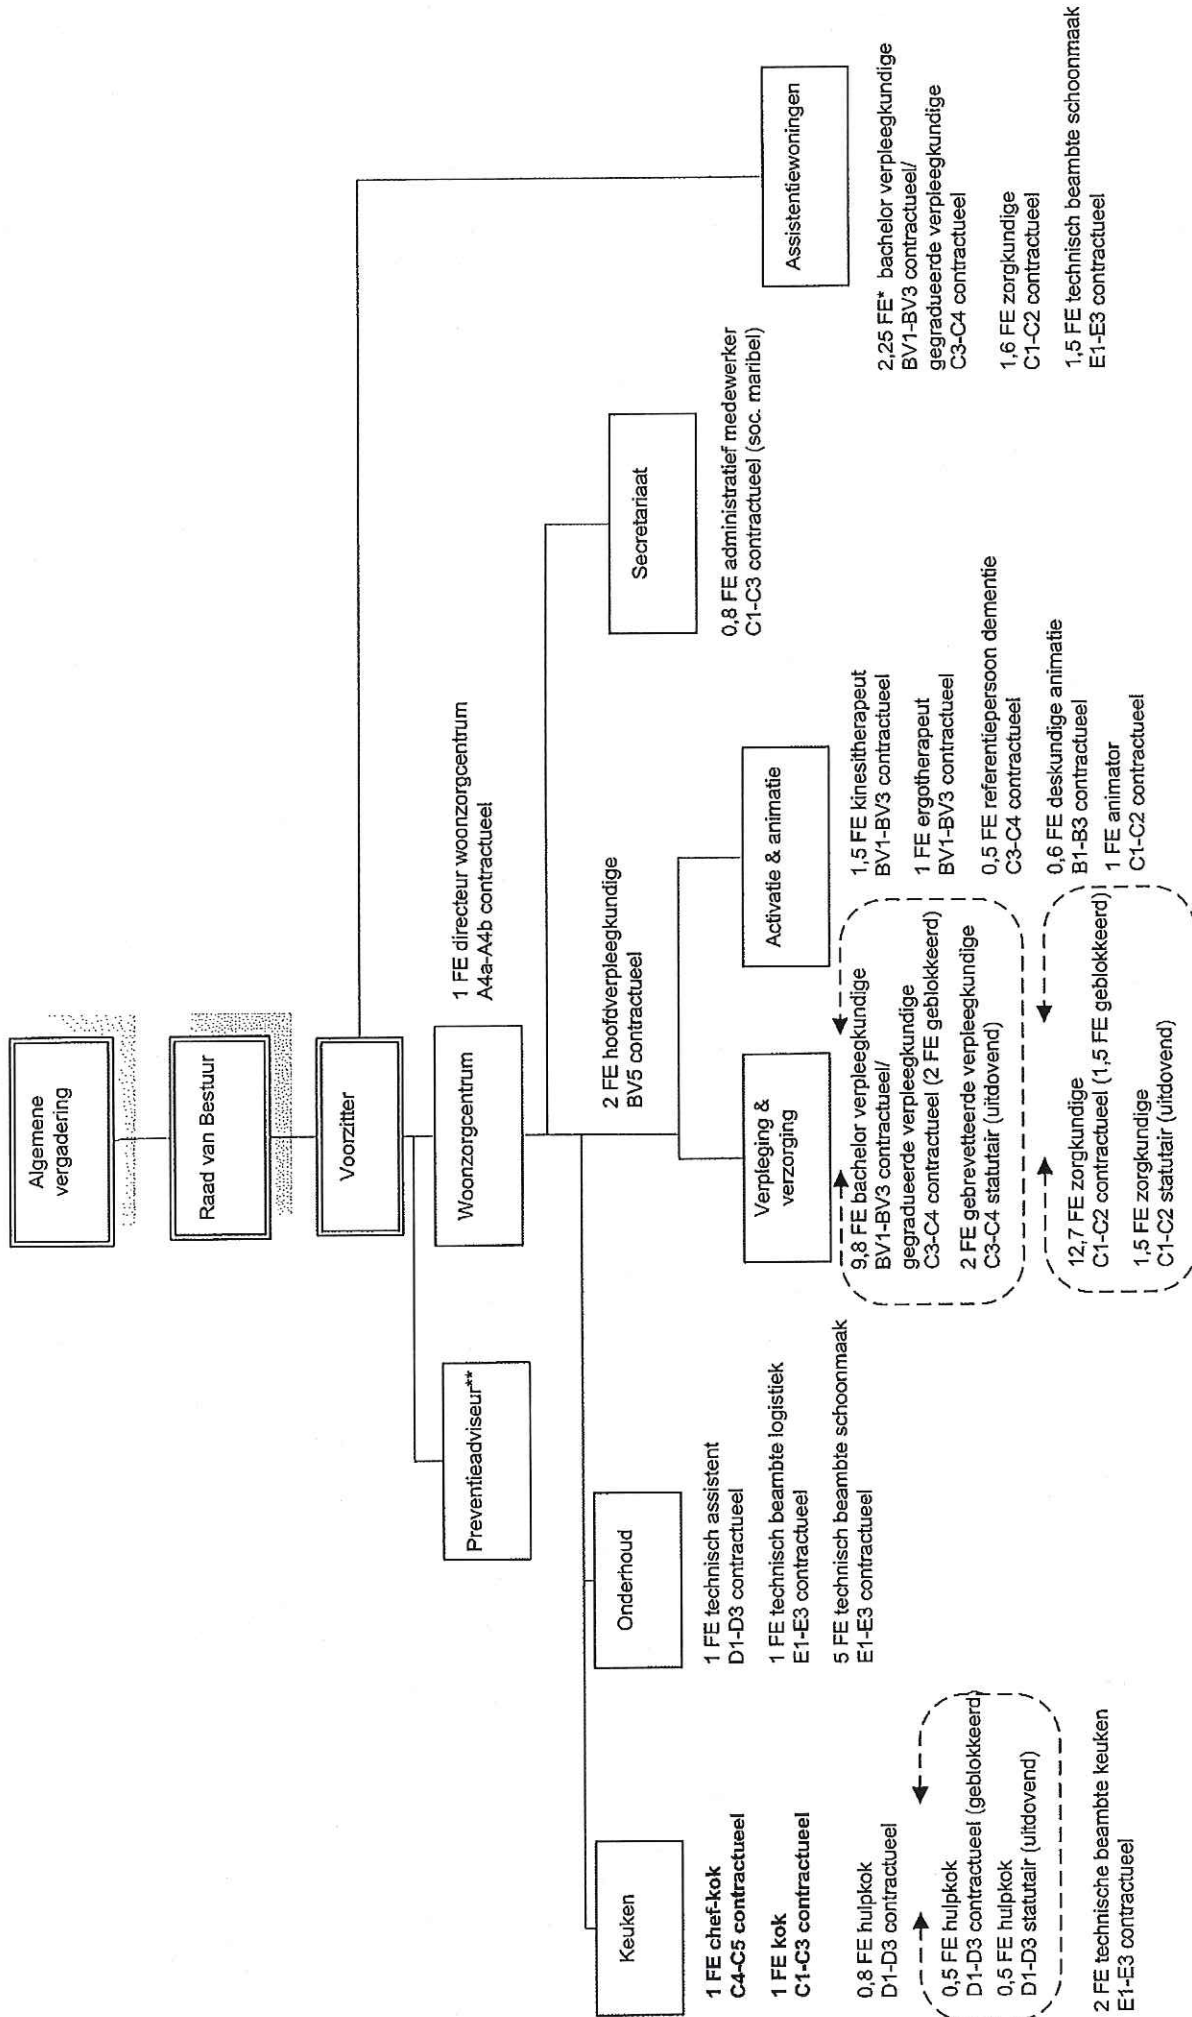 Algemene
vergadering
Raad van Bestuur
Voorzitter
Preventieadviseur**
Woonzorgcentrum
1 FE directeur woonzorgcentrum
A4a-A4b contractueel
2 FE hoofdverpleegkundige
BV5 contractueel
Keuken
1 FE chef-kok
C4-C5 contractueel
1 FE kok
C1-C3 contractueel
0,8 FE hulpkok
D1-D3 contractueel
0,5 FE hulpkok
D1-D3 contractueel (geblokkeerd)
0,5 FE hulpkok
D1-D3 statutair (uitdovend)
2 FE technische beambte keuken
E1-E3 contractueel
Onderhoud
1 FE technisch assistent
D1-D3 contractueel
1 FE technisch beambte logistiek
E1-E3 contractueel
5 FE technisch beambte schoonmaak
E1-E3 contractueel
Verpleging &
verzorging
9,8 FE bachelor verpleegkundige
BV1-BV3 contractueel/
gegradueerde verpleegkundige
C3-C4 contractueel (2 FE geblokkeerd)
2 FE gebrevetteerde verpleegkundige
C3-C4 statutair (uitdovend)
12,7 FE zorgkundige
C1-C2 contractueel (1,5 FE geblokkeerd)
1,5 FE zorgkundige
C1-C2 statutair (uitdovend)
Activatie & animatie
1,5 FE kinesitherapeut
BV1-BV3 contractueel
1 FE ergotherapeut
BV1-BV3 contractueel
0,5 FE referentiepersoon dementie
C3-C4 contractueel
0,6 FE deskundige animatie
B1-B3 contractueel
1 FE animator
C1-C2 contractueel
Secretariaat
0,8 FE administratief medewerker
C1-C3 contractueel (soc. maribel)
Assistentiewoningen
2,25 FE* bachelor verpleegkundige
BV1-BV3 contractueel/
gegradueerde verpleegkundige
C3-C4 contractueel
1,6 FE zorgkundige
C1-C2 contractueel
1,5 FE technisch beambte schoonmaak
E1-E3 contractueel